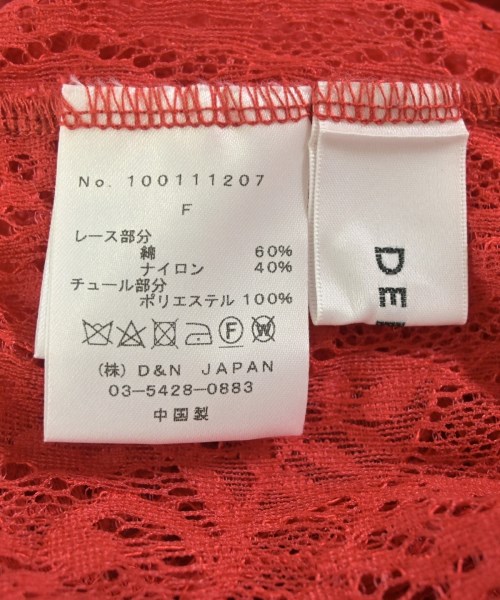 No. 100111207
F
レース部分
綿 60%
ナイロン 40%
チュール部分
ポリエステル 100%
F W
(株) D&N JAPAN
03-5428-0883
中国製